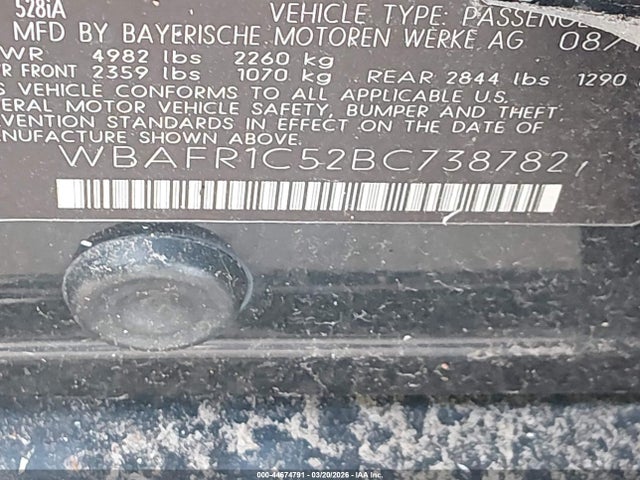 528iA VEHICLE TYPE: PASSENGE
MFD BY BAYERISCHE MOTOREN WERKE AG 08/
WR 4982 lbs 2260 kg
R FRONT 2359 lbs 1070 kg REAR 2844 lbs 1290
S VEHICLE CONFORMS TO ALL APPLICABLE U.S.
ERAL MOTOR VEHICLE SAFETY, BUMPER AND THEFT
VENTION STANDARDS IN EFFECT ON THE DATE OF
NUFACTURE SHOWN ABOVE.
WBAFR1C52BC738782
000-44674791 - 03/20/2026 - IAA Inc.